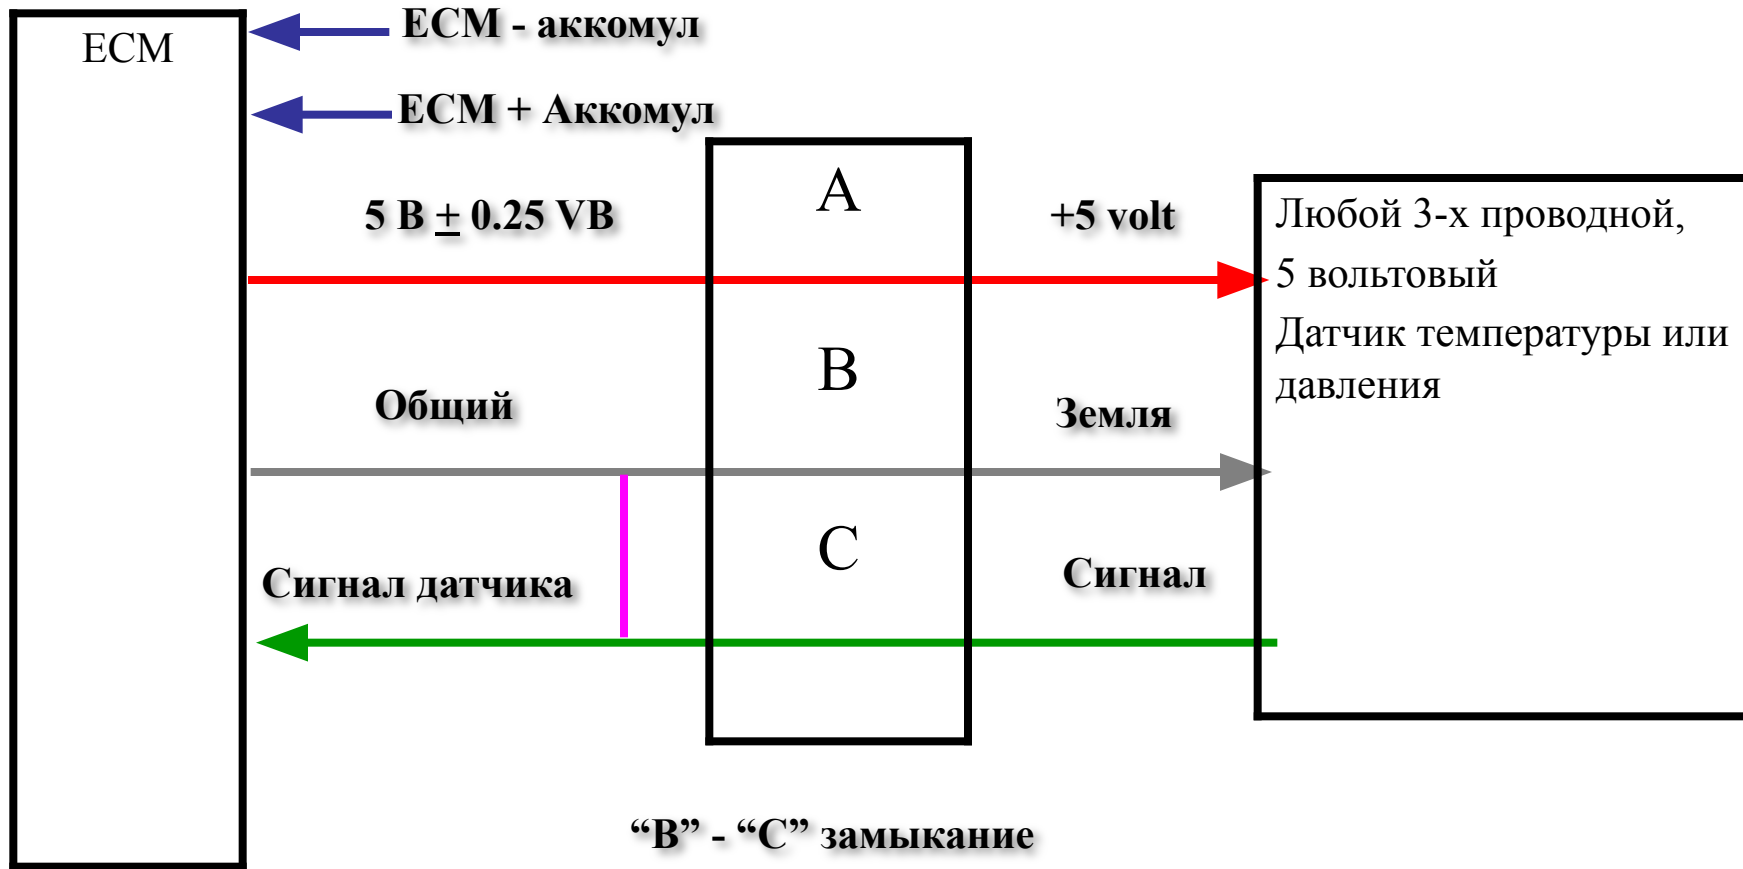 ECM
ECM - аккомул
ECM + Аккомул
5 В + 0.25 VB
+5 volt
A
Любой 3-х проводной,
5 вольтовый
Датчик температуры или
давления
B
Общий
Земля
C
Сигнал датчика
Сигнал
“В” - “С” замыкание